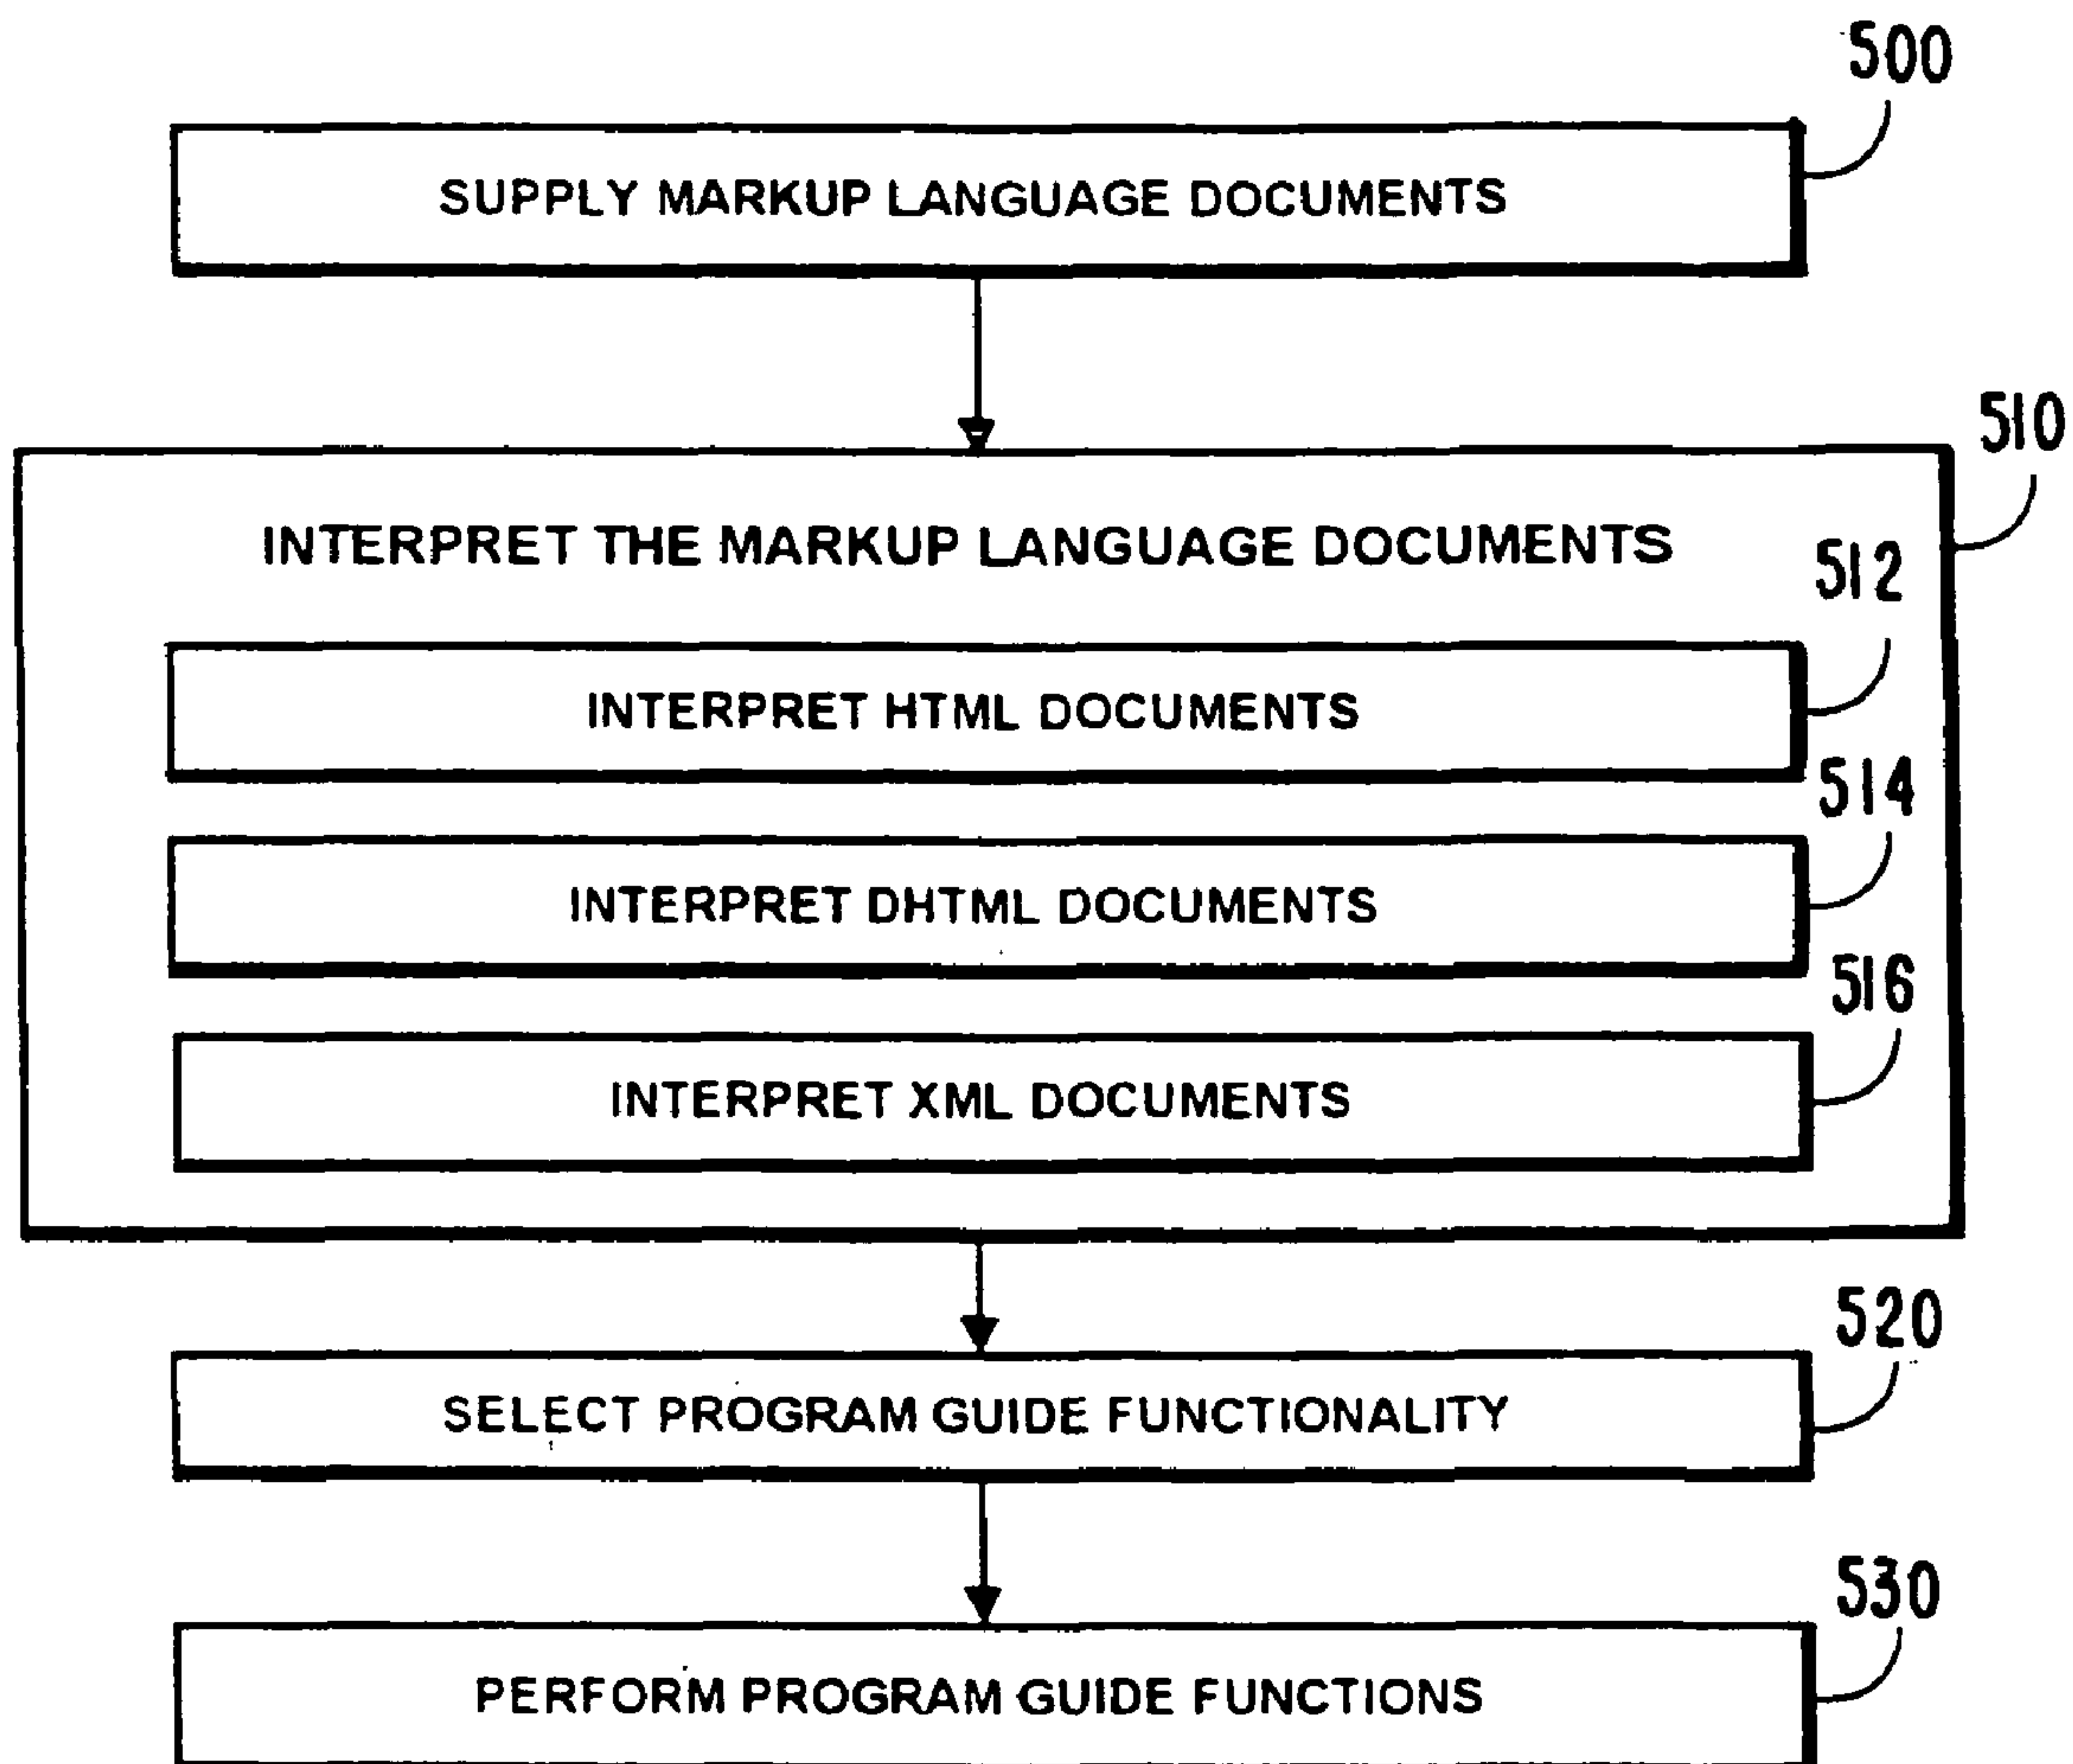 500
SUPPLY MARKUP LANGUAGE DOCUMENTS
510
INTERPRET THE MARKUP LANGUAGE DOCUMENTS
512
INTERPRET HTML DOCUMENTS
514
INTERPRET DHTML DOCUMENTS
516
INTERPRET XML DOCUMENTS
520
SELECT PROGRAM GUIDE FUNCTIONALITY
530
PERFORM PROGRAM GUIDE FUNCTIONS